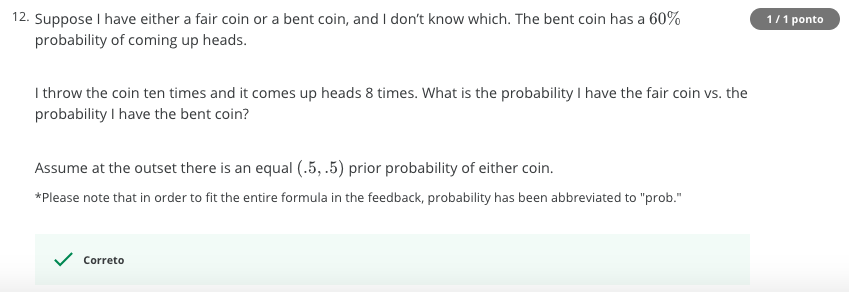 12. Suppose I have either a fair coin or a bent coin, and I don't know which. The bent coin has a 60%
1 / 1 ponto
probability of coming up heads.
I throw the coin ten times and it comes up heads 8 times. What is the probability I have the fair coin vs. the
probability I have the bent coin?
Assume at the outset there is an equal (.5, .5) prior probability of either coin.
*Please note that in order to fit the entire formula in the feedback, probability has been abbreviated to "prob."
Correto